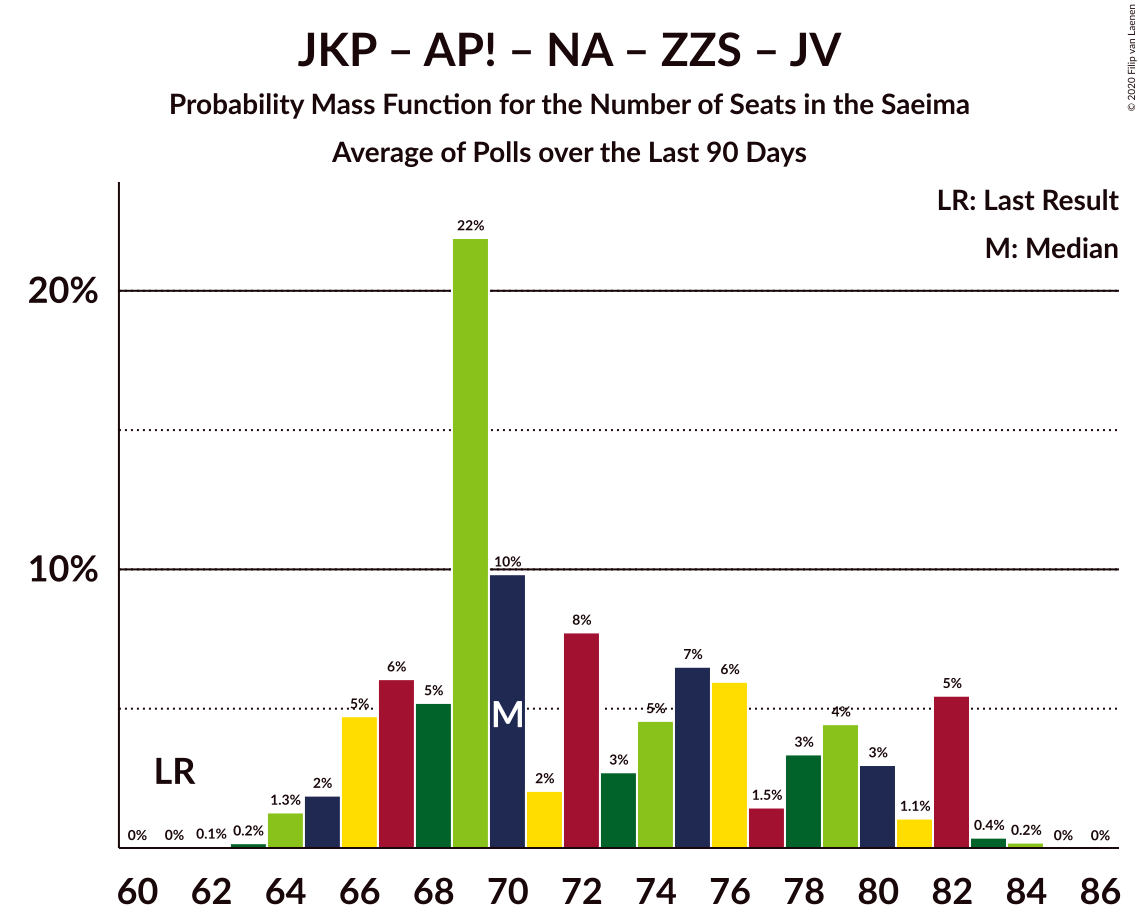 JKP – AP! – NA – ZZS – JV
Probability Mass Function for the Number of Seats in the Saeima
Average of Polls over the Last 90 Days
© 2020 Filip van Laenen
LR: Last Result
M: Median
20%
10%
0% 0% 0.1% 0.2% 1.3% 2% 5% 6% 5% 22% 10% 2% 8% 3% 5% 7% 6% 1.5% 3% 4% 3% 1.1% 5% 0.4% 0.2% 0% 0%
LR
M
60 62 64 66 68 70 72 74 76 78 80 82 84 86